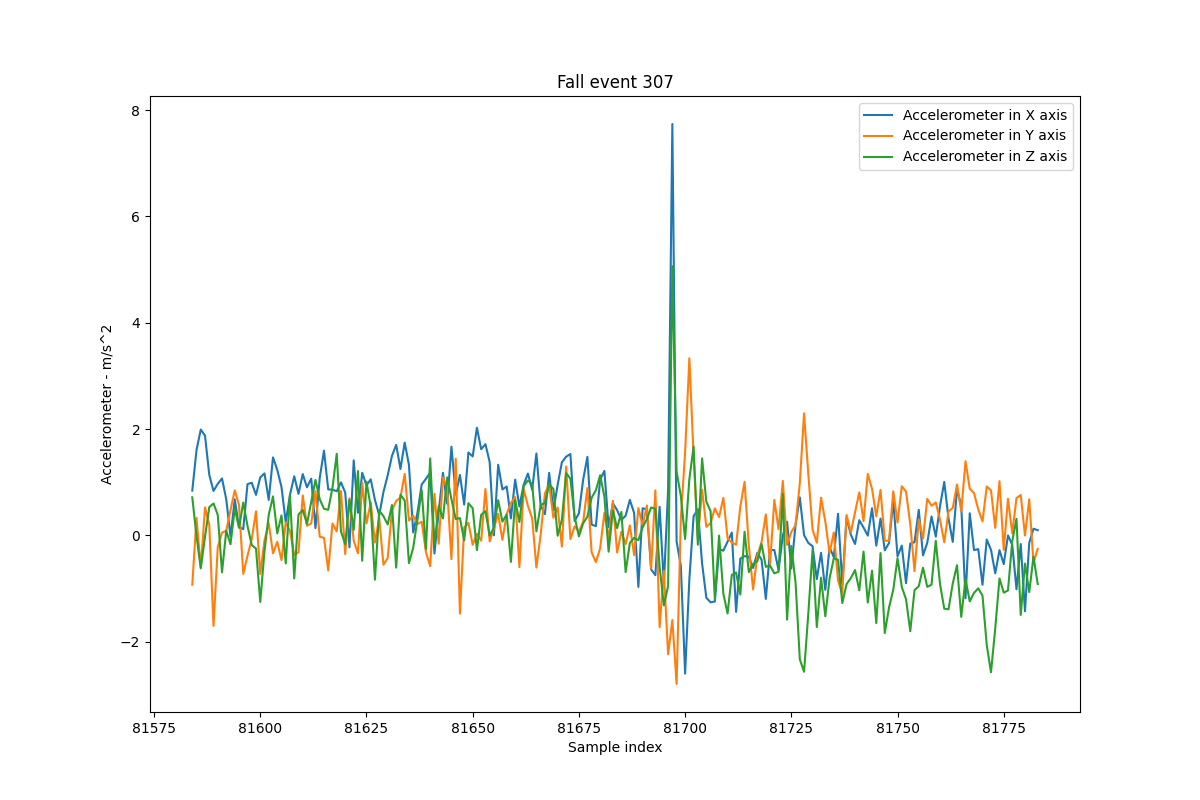 Fall event 307
Accelerometer in X axis
Accelerometer in Y axis
Accelerometer in Z axis
8
6
4
2
0
−2
Accelerometer - m/s^2
81575 81600 81625 81650 81675 81700 81725 81750 81775
Sample index